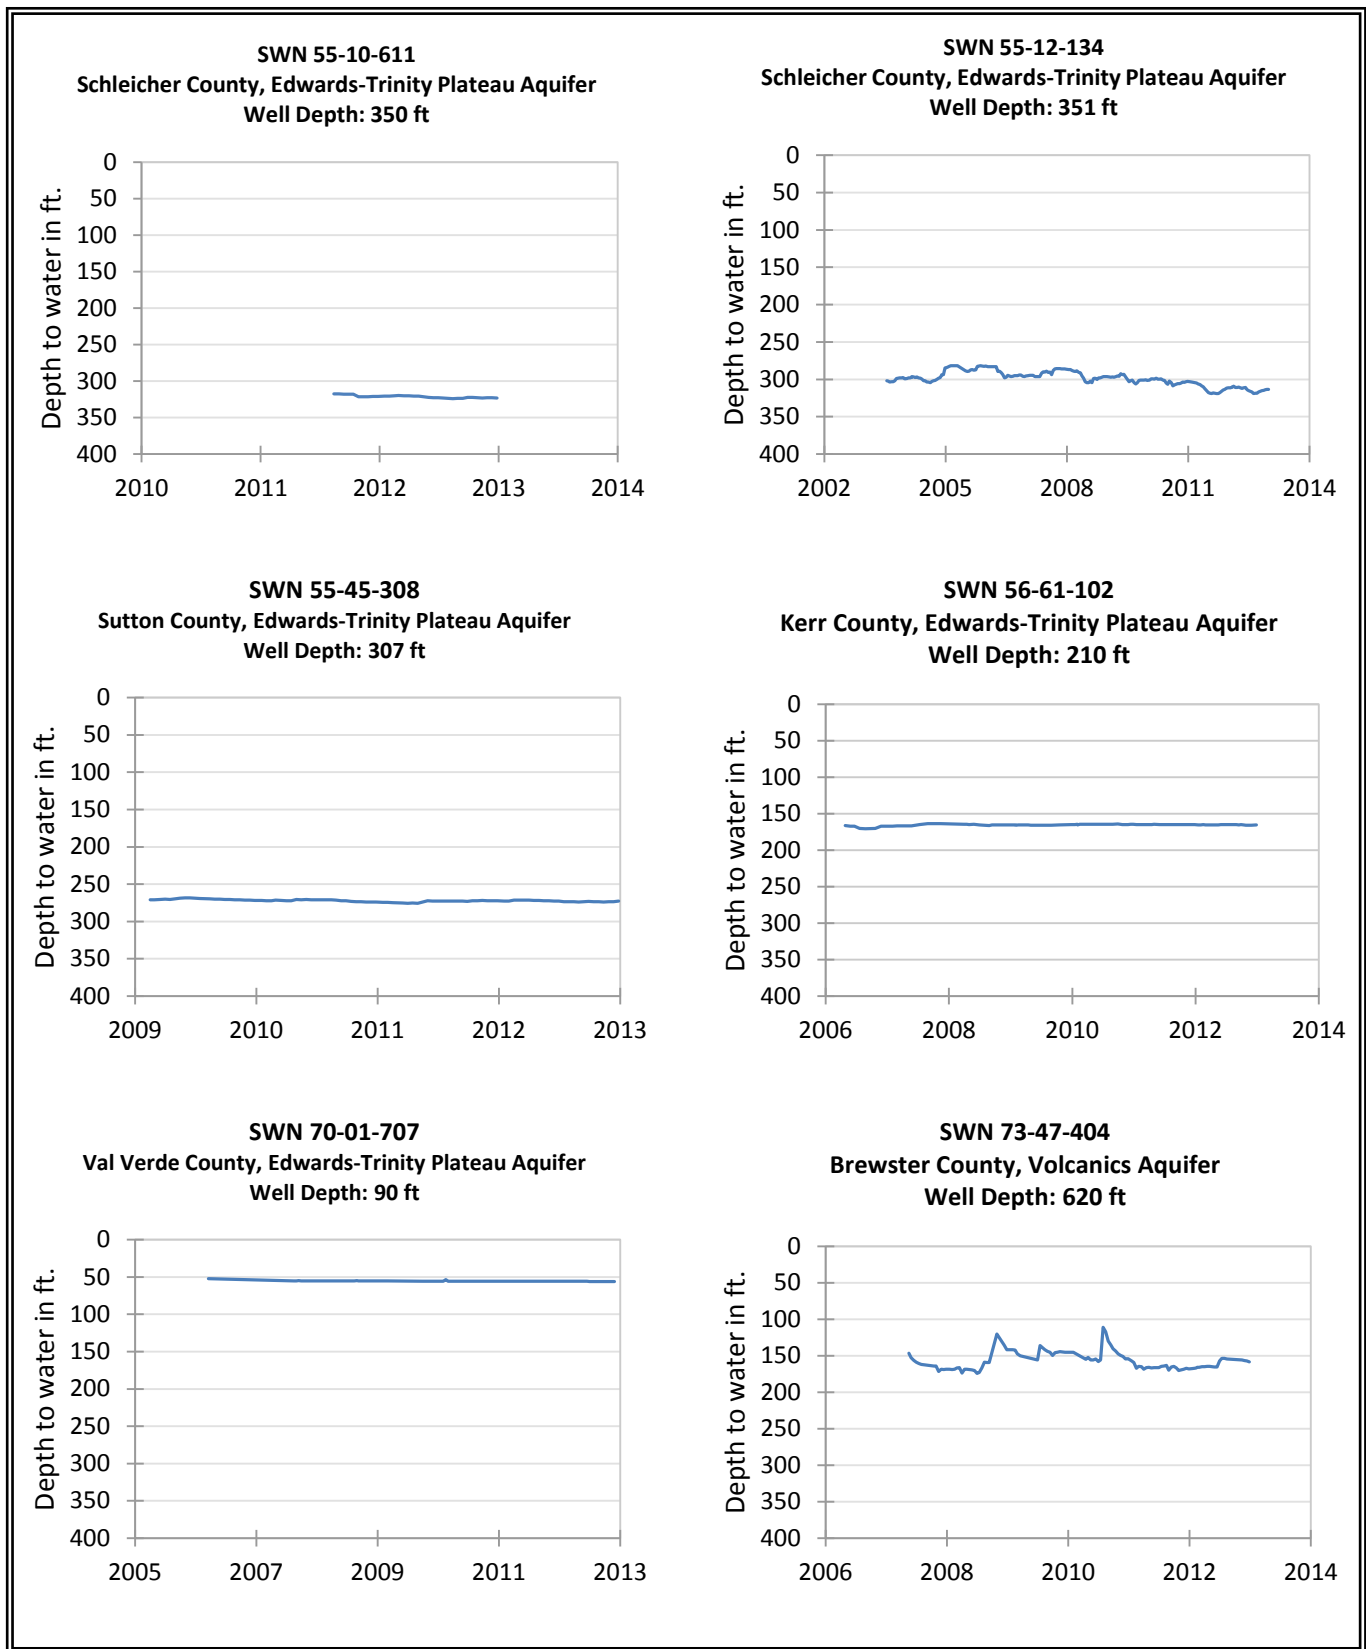 SWN 55-10-611
Schleicher County, Edwards-Trinity Plateau Aquifer
Well Depth: 350 ft
Depth to water in ft.
0
50
100
150
200
250
300
350
400
2010 2011 2012 2013 2014
SWN 55-12-134
Schleicher County, Edwards-Trinity Plateau Aquifer
Well Depth: 351 ft
Depth to water in ft.
0
50
100
150
200
250
300
350
400
2002 2005 2008 2011 2014
SWN 55-45-308
Sutton County, Edwards-Trinity Plateau Aquifer
Well Depth: 307 ft
Depth to water in ft.
0
50
100
150
200
250
300
350
400
2009 2010 2011 2012 2013
SWN 56-61-102
Kerr County, Edwards-Trinity Plateau Aquifer
Well Depth: 210 ft
Depth to water in ft.
0
50
100
150
200
250
300
350
400
2006 2008 2010 2012 2014
SWN 70-01-707
Val Verde County, Edwards-Trinity Plateau Aquifer
Well Depth: 90 ft
Depth to water in ft.
0
50
100
150
200
250
300
350
400
2005 2007 2009 2011 2013
SWN 73-47-404
Brewster County, Volcanics Aquifer
Well Depth: 620 ft
Depth to water in ft.
0
50
100
150
200
250
300
350
400
2006 2008 2010 2012 2014